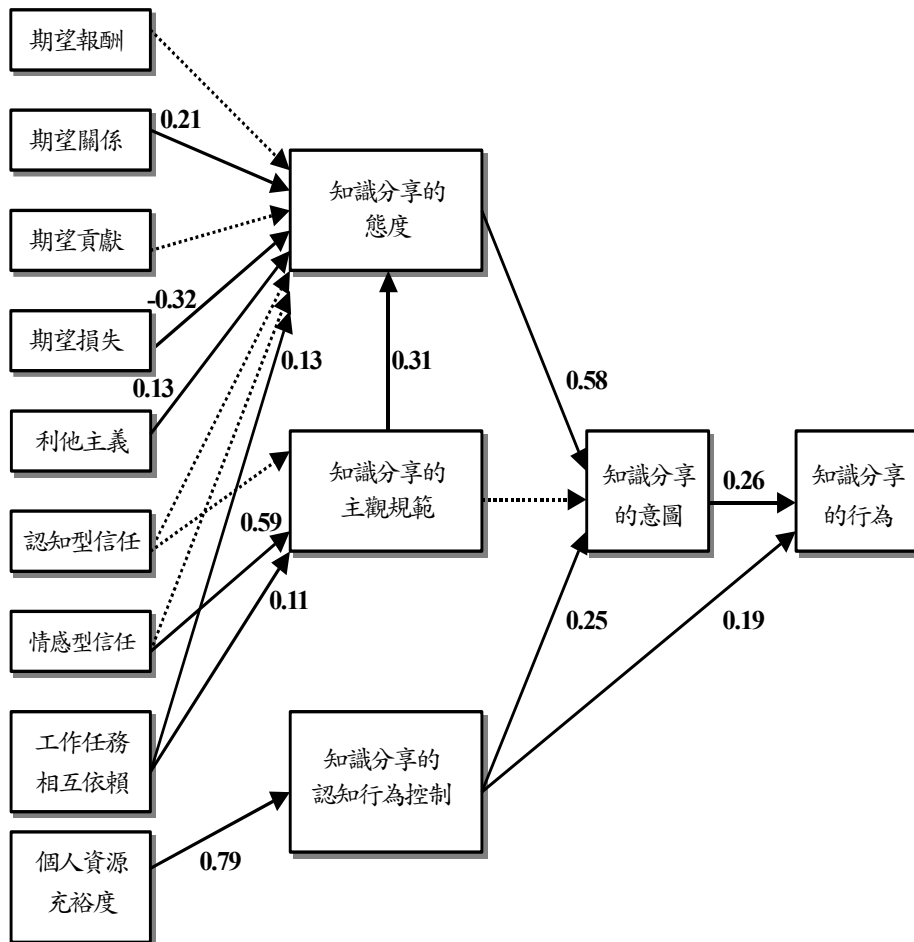 期望報酬
期望關係
0.21
知識分享的
態度
期望貢獻
-0.32
期望損失
0.13
0.31
0.58
0.13
利他主義
知識分享的
主觀規範
知識分享
的意圖
0.26
知識分享
的行為
認知型信任
0.59
0.11
情感型信任
0.25
0.19
工作任務
相互依賴
知識分享的
認知行為控制
個人資源
充裕度
0.79